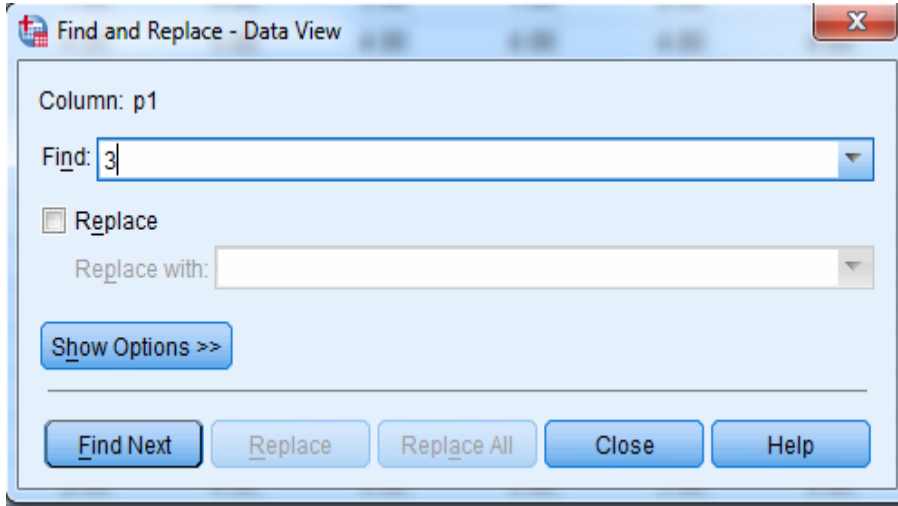 Find and Replace - Data View
Column: p1
Find: 3
Replace
Replace with:
Show Options >>
Find Next Replace Replace All Close Help